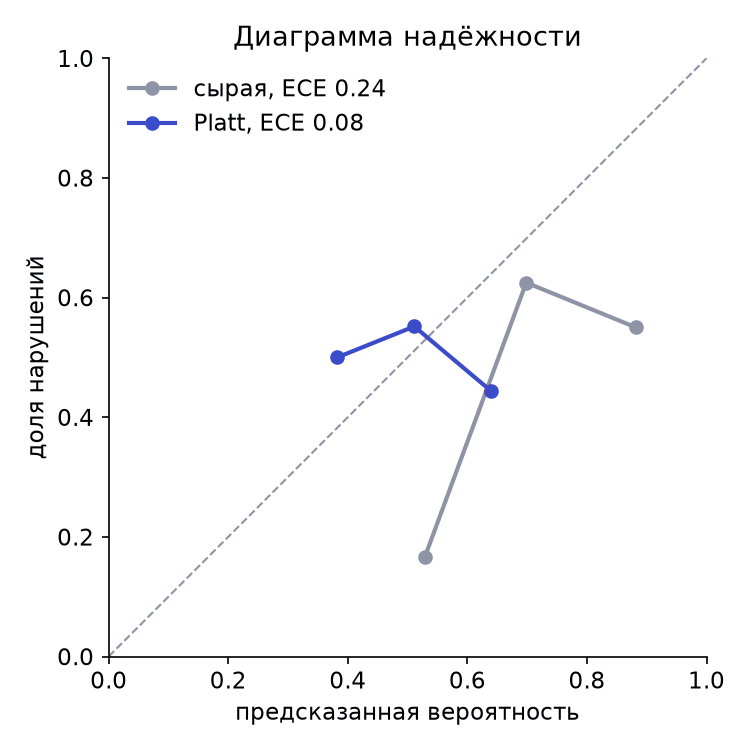 Диаграмма надёжности
сырая, ECE 0.24
Platt, ECE 0.08
доля нарушений
1.0
0.8
0.6
0.4
0.2
0.0
0.0 0.2 0.4 0.6 0.8 1.0
предсказанная вероятность